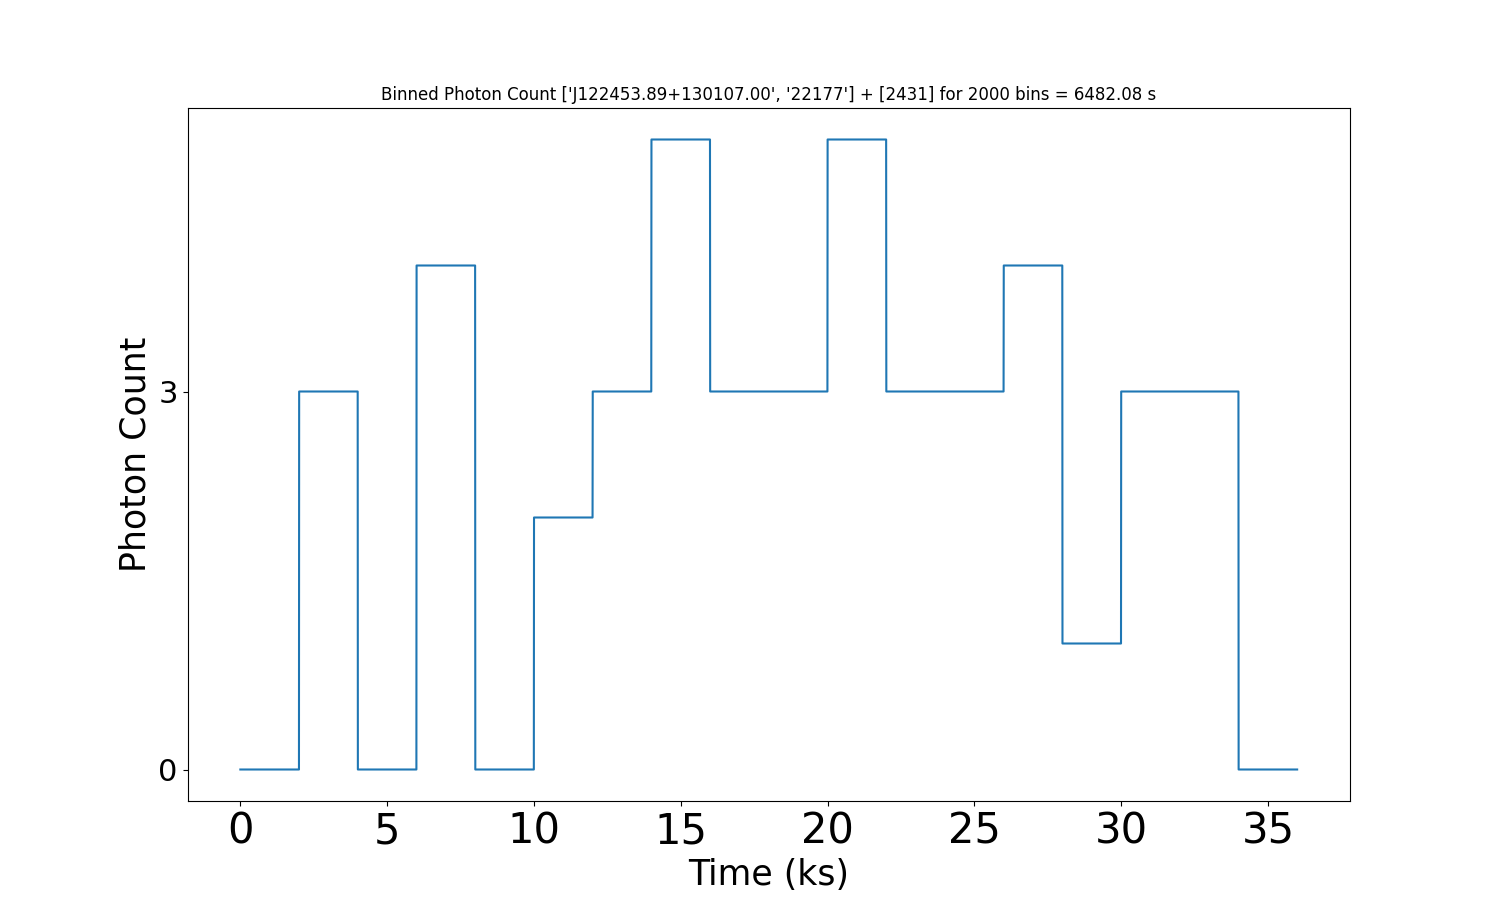 Binned Photon Count ['J122453.89+130107.00', '22177'] + [2431] for 2000 bins = 6482.08 s
Photon Count
3
0
0 5 10 15 20 25 30 35
Time (ks)